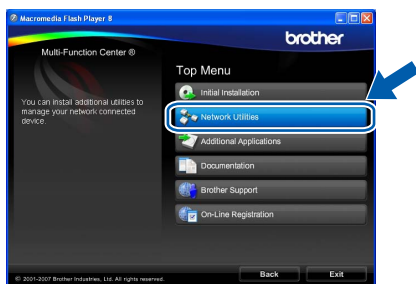 Macromedia Flash Player 8
brother
Multi-Function Center ®
Top Menu
Initial Installation
You can install additional utilities to
manage your network connected
device.
Network Utilities
Additional Applications
Documentation
Brother Support
On-Line Registration
© 2001-2007 Brother Industries, Ltd. All rights reserved.
Back
Exit